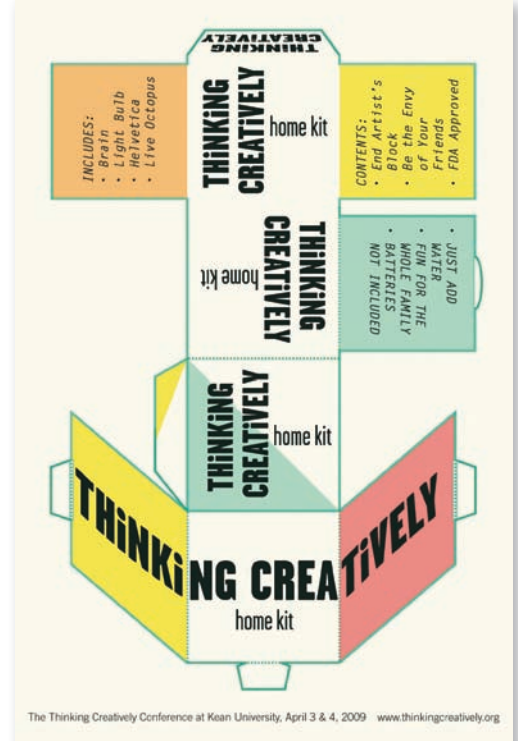 THiNKiNG
CREATiVELY
INCLUDES:
• Brain
• Light Bulb
• Helvetica
• Live Octopus
THiNKiNG
CREATiVELY
home kit
CONTENTS:
• End Artist's
Block
• Be the Envy
of Your
Friends
• FDA Approved
THiNKiNG
CREATiVELY
home kit
• JUST ADD
WATER
• FUN FOR THE
WHOLE FAMILY
BATTERIES
NOT INCLUDED
THiNKiNG
CREATiVELY
home kit
THiNKiNG CREATiVELY
home kit
The Thinking Creatively Conference at Kean University, April 3 & 4, 2009 www.thinkingcreatively.org